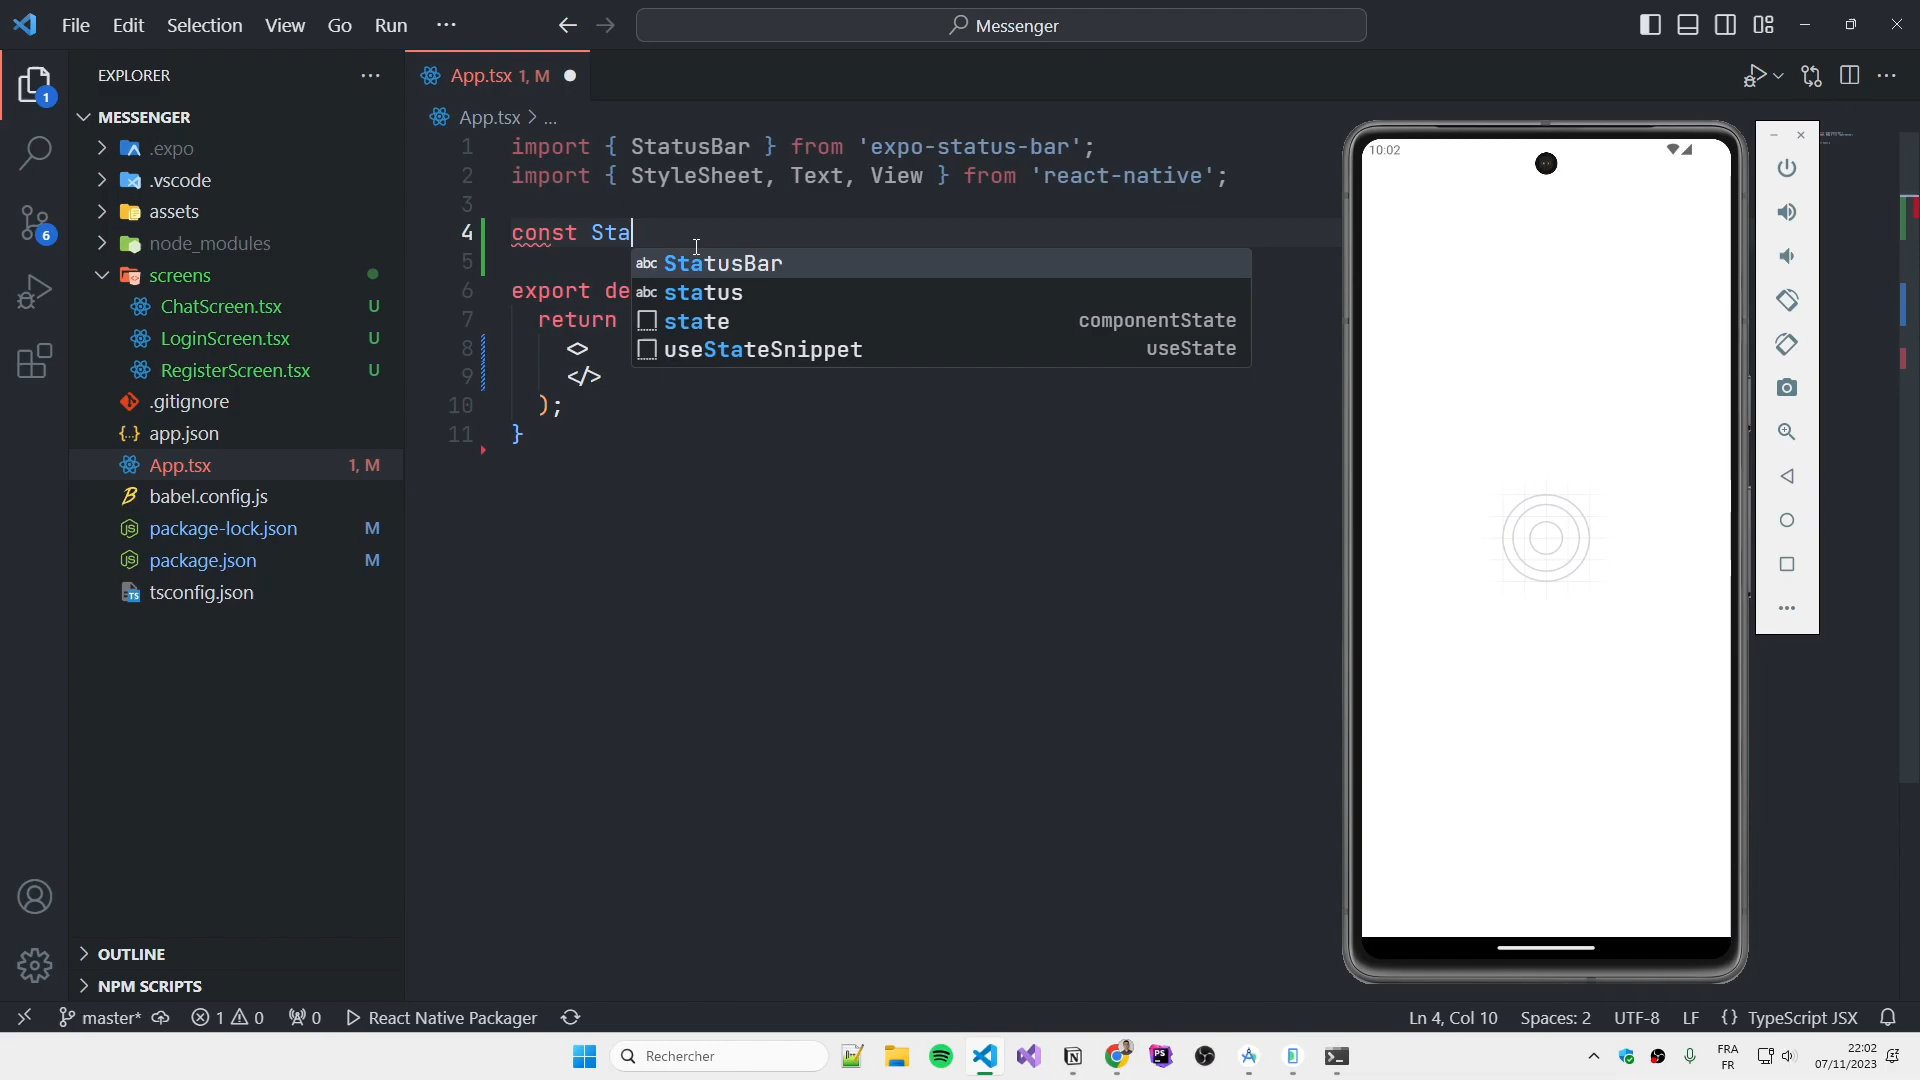 File Edit Selection View Go Run ···
Messenger
EXPLORER
App.tsx 1, M
MESSENGER
.expo
.vscode
assets
node_modules
screens
ChatScreen.tsx U
LoginScreen.tsx U
RegisterScreen.tsx U
.gitignore
app.json
App.tsx 1, M
babel.config.js
package-lock.json M
package.json M
tsconfig.json
OUTLINE
NPM SCRIPTS
1
6
App.tsx > ...
1 import { StatusBar } from 'expo-status-bar';
2 import { StyleSheet, Text, View } from 'react-native';
3
4 const Sta
5
6 export de
7 return
8 <>
9 </>
10 );
11 }
abc StatusBar
abc status
state componentState
useStateSnippet useState
10:02
master* 1 0 0 React Native Packager
Ln 4, Col 10 Spaces: 2 UTF-8 LF {} TypeScript JSX
Rechercher
FRA
FR
22:02
07/11/2023